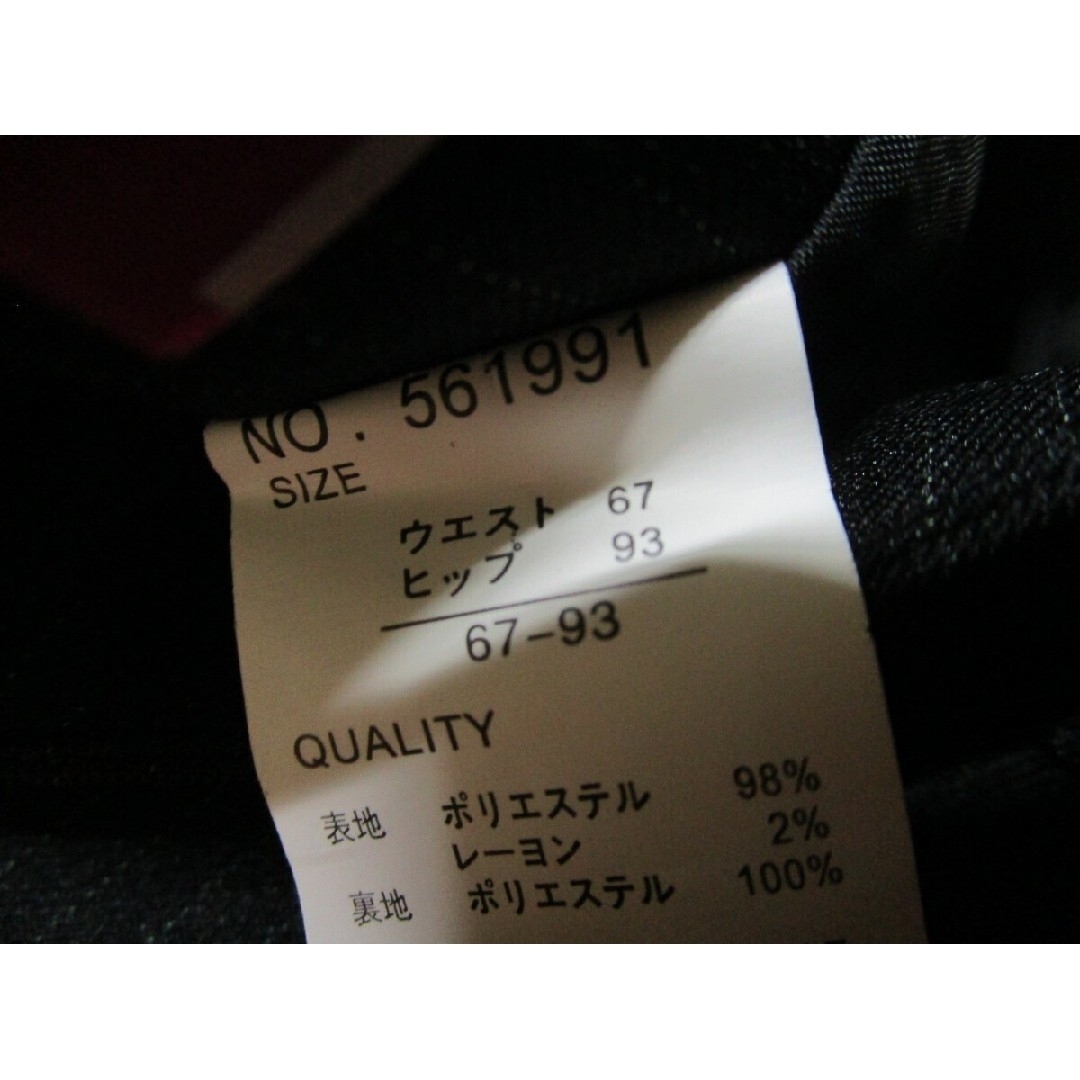 NO. 561991
SIZE
ウエスト 67
ヒップ 93
67-93
QUALITY
表地 ポリエステル 98%
レーヨン 2%
裏地 ポリエステル 100%